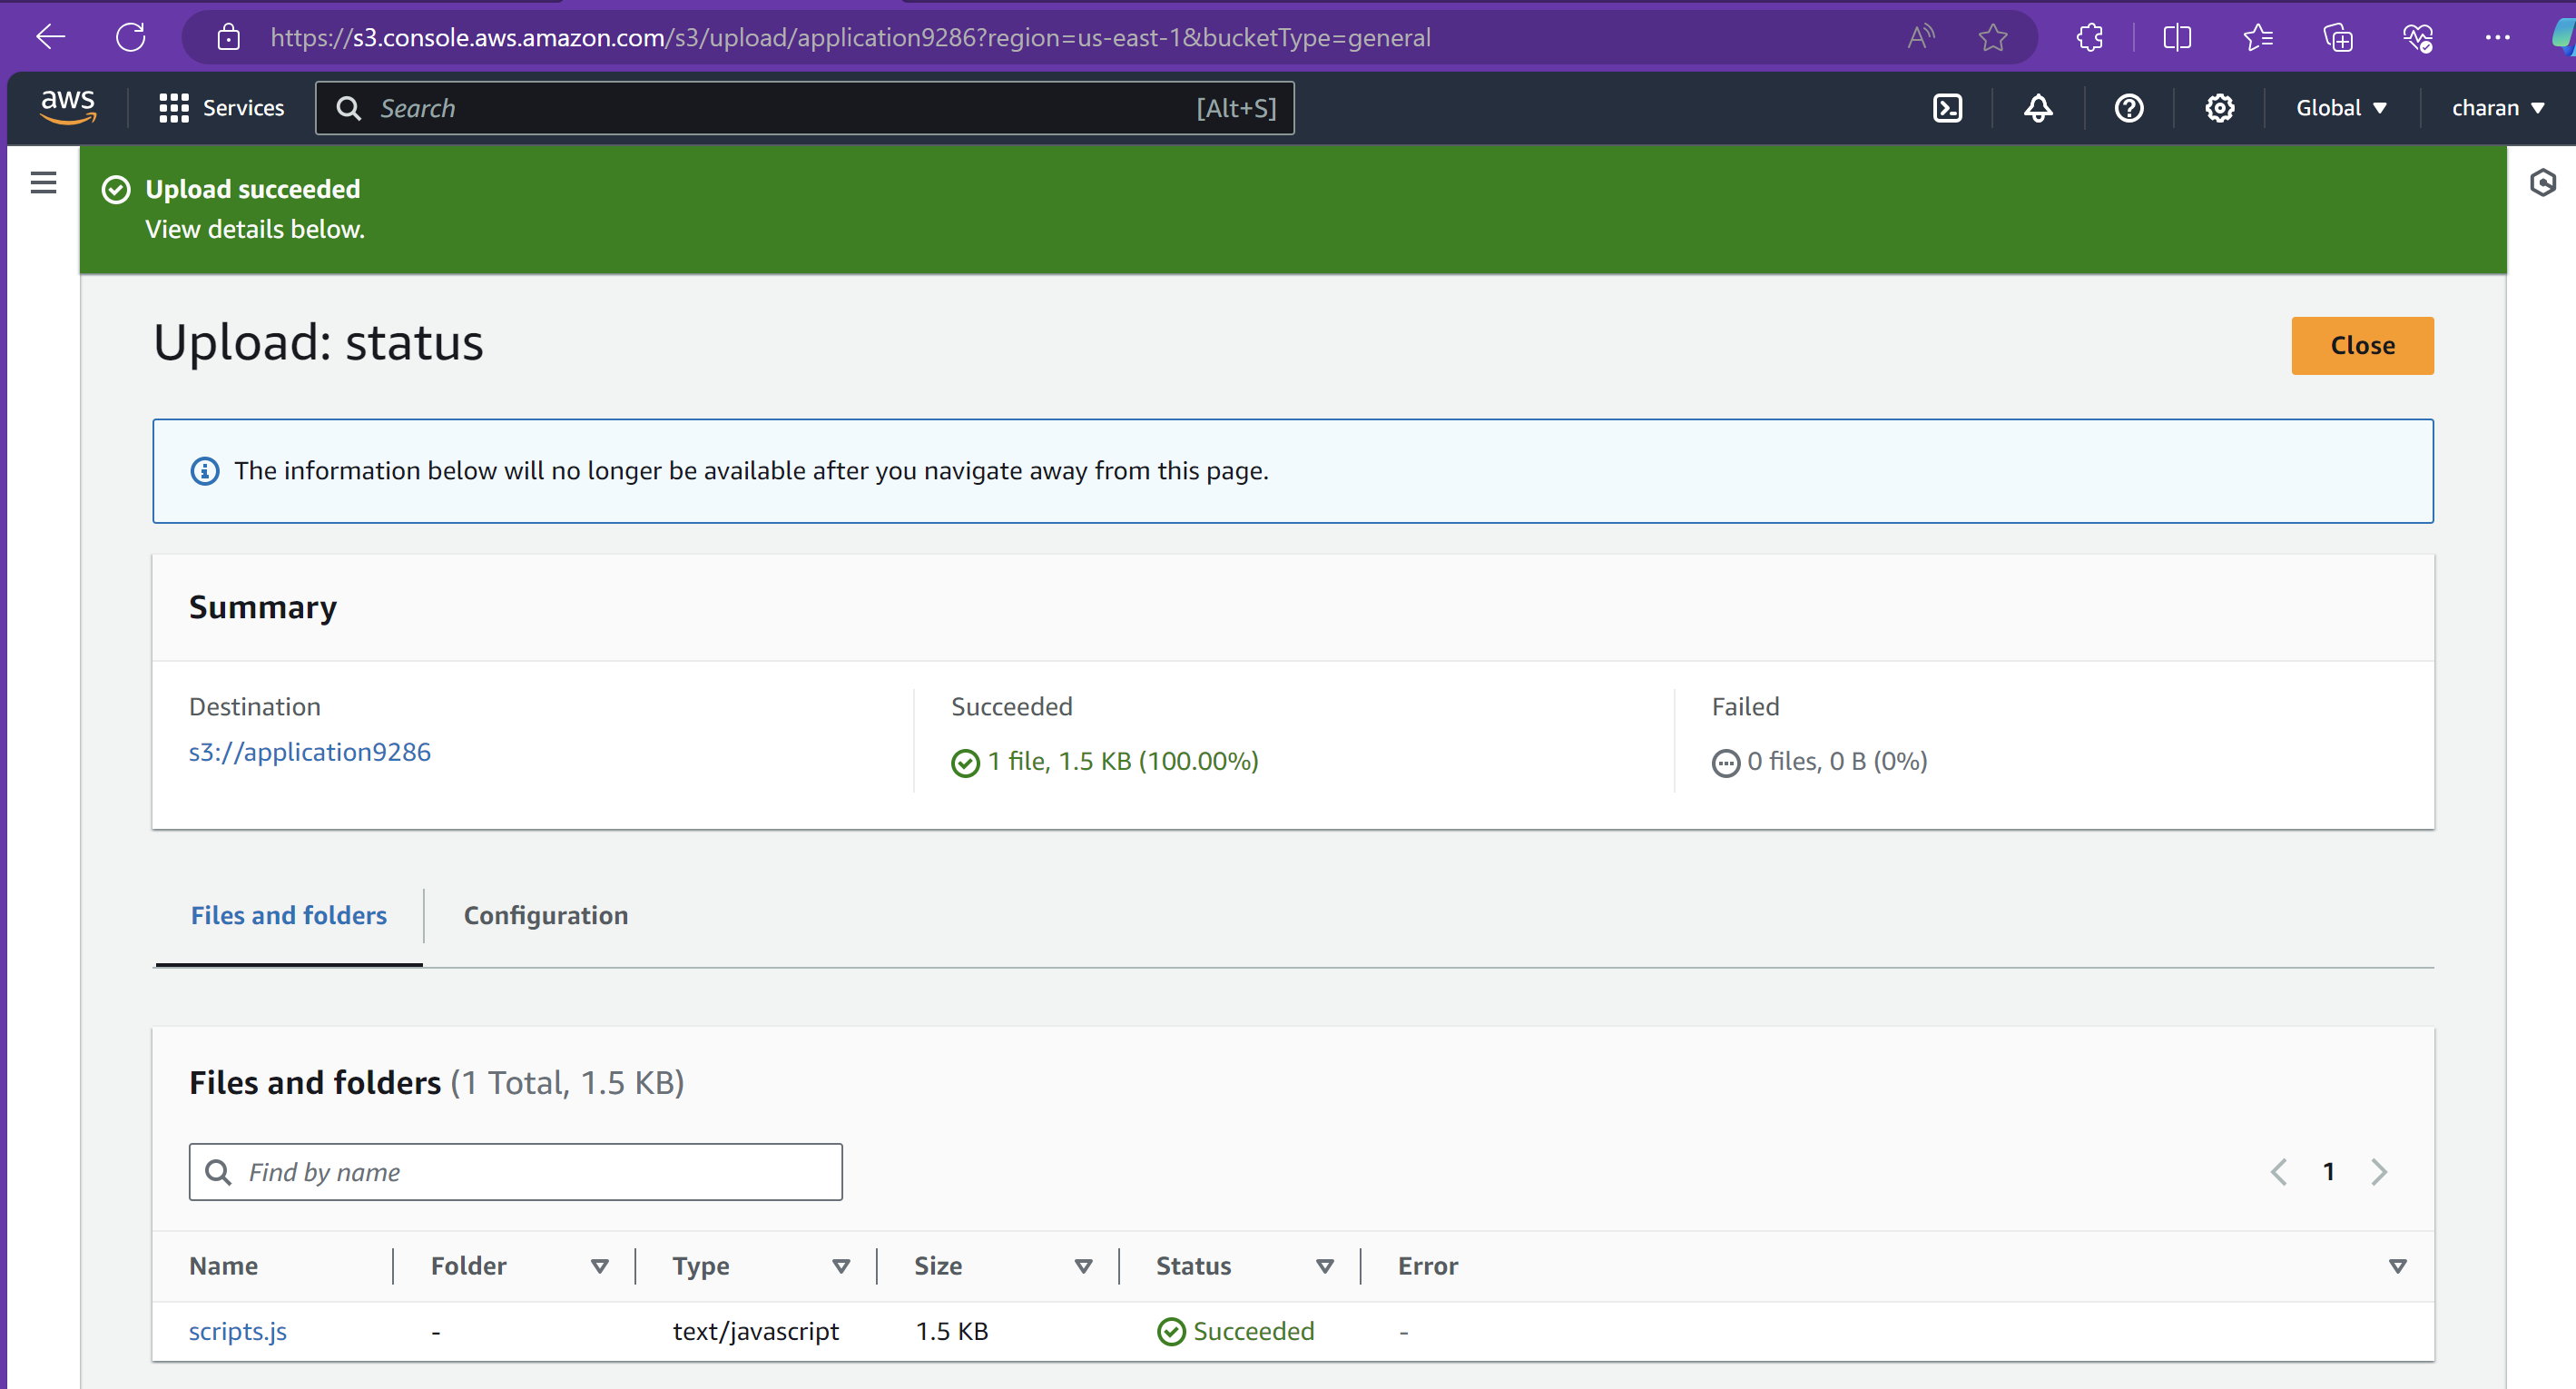 https://s3.console.aws.amazon.com/s3/upload/application9286?region=us-east-1&bucketType=general
aws Services Search [Alt+S] Global charan
Upload succeeded
View details below.
Upload: status
Close
The information below will no longer be available after you navigate away from this page.
Summary
Destination Succeeded Failed
s3://application9286 1 file, 1.5 KB (100.00%) 0 files, 0 B (0%)
Files and folders Configuration
Files and folders (1 Total, 1.5 KB)
Find by name
1
Name Folder Type Size Status Error
scripts.js - text/javascript 1.5 KB Succeeded -